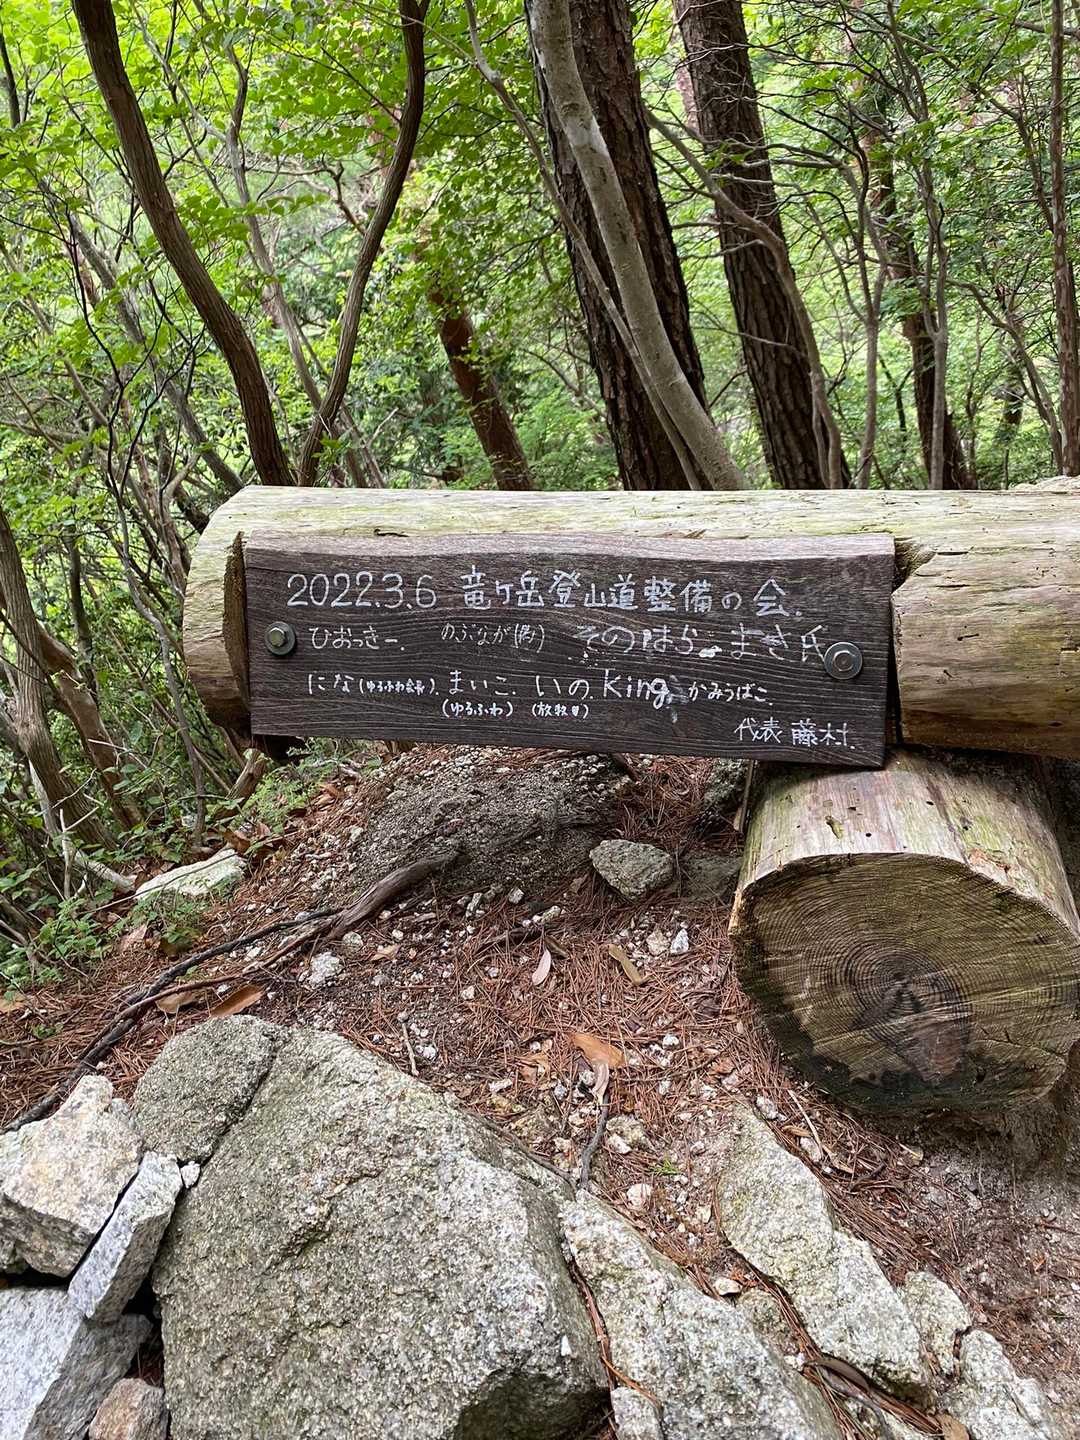 2022.3.6 竜ヶ岳登山道整備の会.
ひおっきー. のぶなが(偽) そのはら. まき氏
にな(ゆるふわ会長). まいこ. いの. King. かみうばこ.
(ゆるふわ) (放牧日)
代表 藤村.